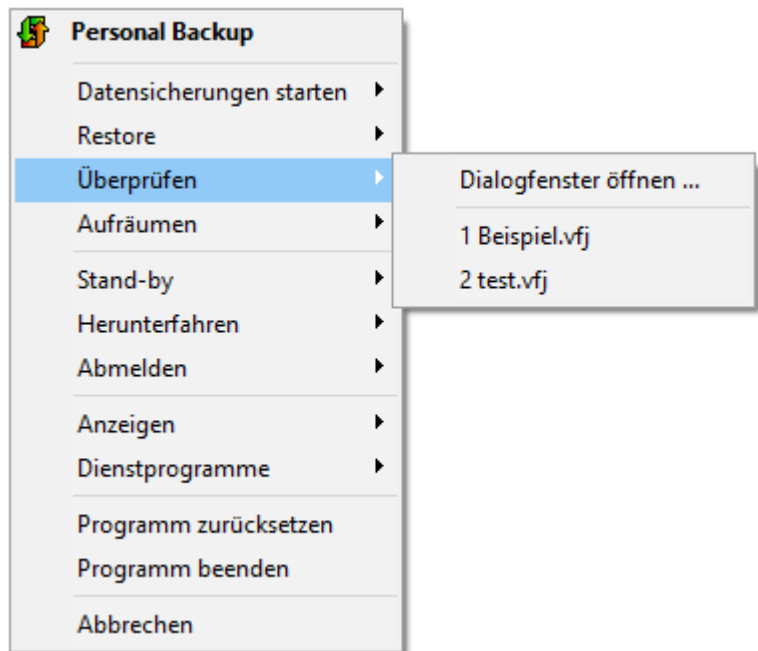 Personal Backup
Datensicherungen starten
Restore
Überprüfen
Aufräumen
Stand-by
Herunterfahren
Abmelden
Anzeigen
Dienstprogramme
Programm zurücksetzen
Programm beenden
Abbrechen
Dialogfenster öffnen ...
1 Beispiel.vfj
2 test.vfj